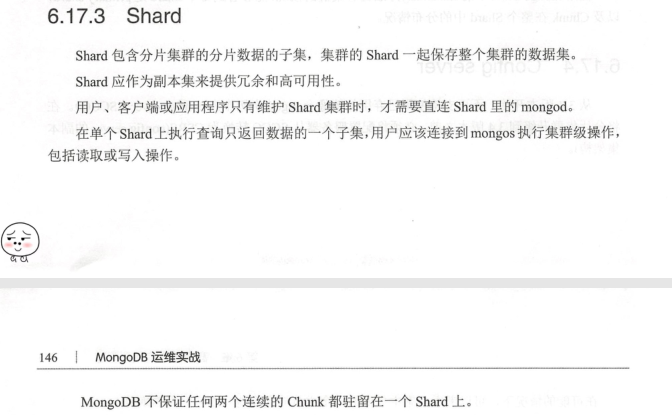 6.17.3 Shard
Shard 包含分片集群的分片数据的子集，集群的 Shard 一起保存整个集群的数据集。
Shard 应作为副本集来提供冗余和高可用性。
用户、客户端或应用程序只有维护 Shard 集群时，才需要直连 Shard 里的 mongod。
在单个 Shard 上执行查询只返回数据的一个子集，用户应该连接到 mongos 执行集群级操作，
包括读取或写入操作。
146 | MongoDB 运维实战
MongoDB 不保证任何两个连续的 Chunk 都驻留在一个 Shard 上。